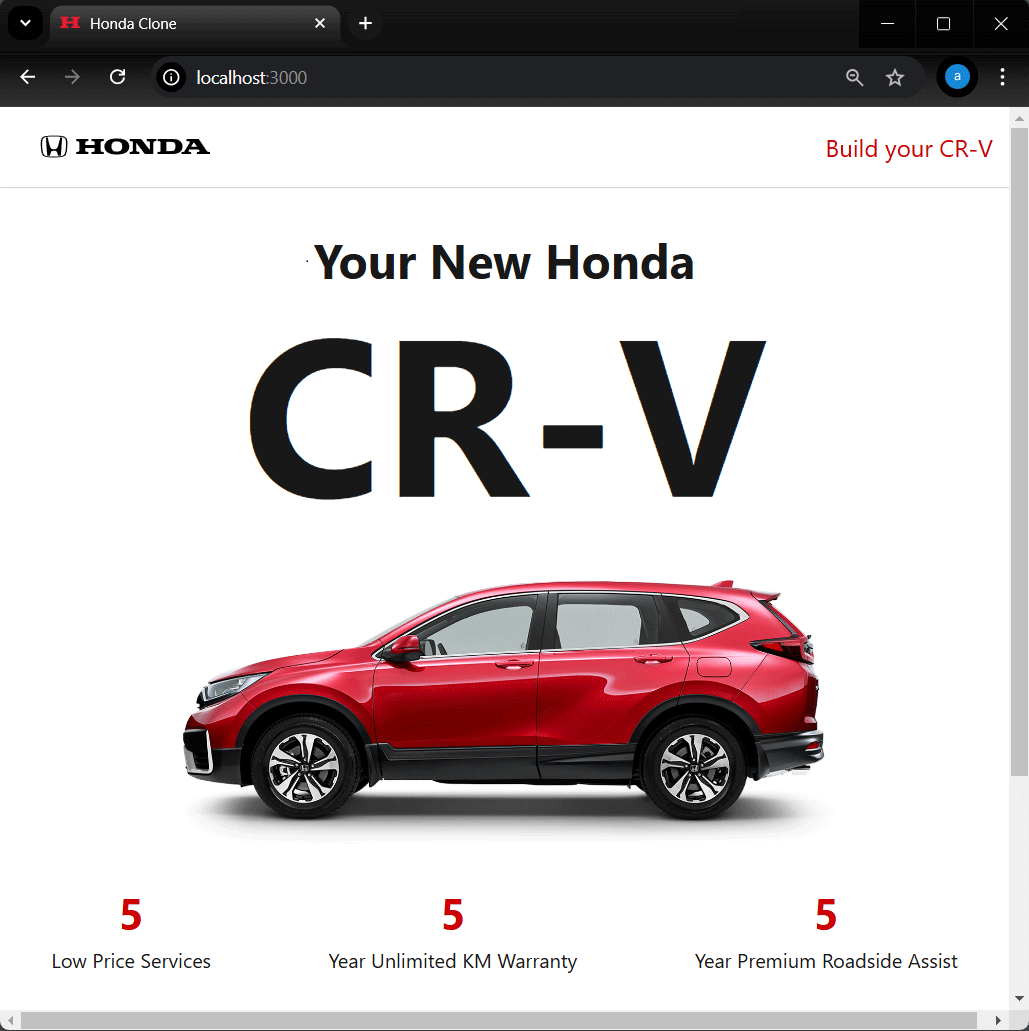 Honda Clone
localhost:3000
a
HONDA
Build your CR-V
Your New Honda
CR-V
5
Low Price Services
5
Year Unlimited KM Warranty
5
Year Premium Roadside Assist